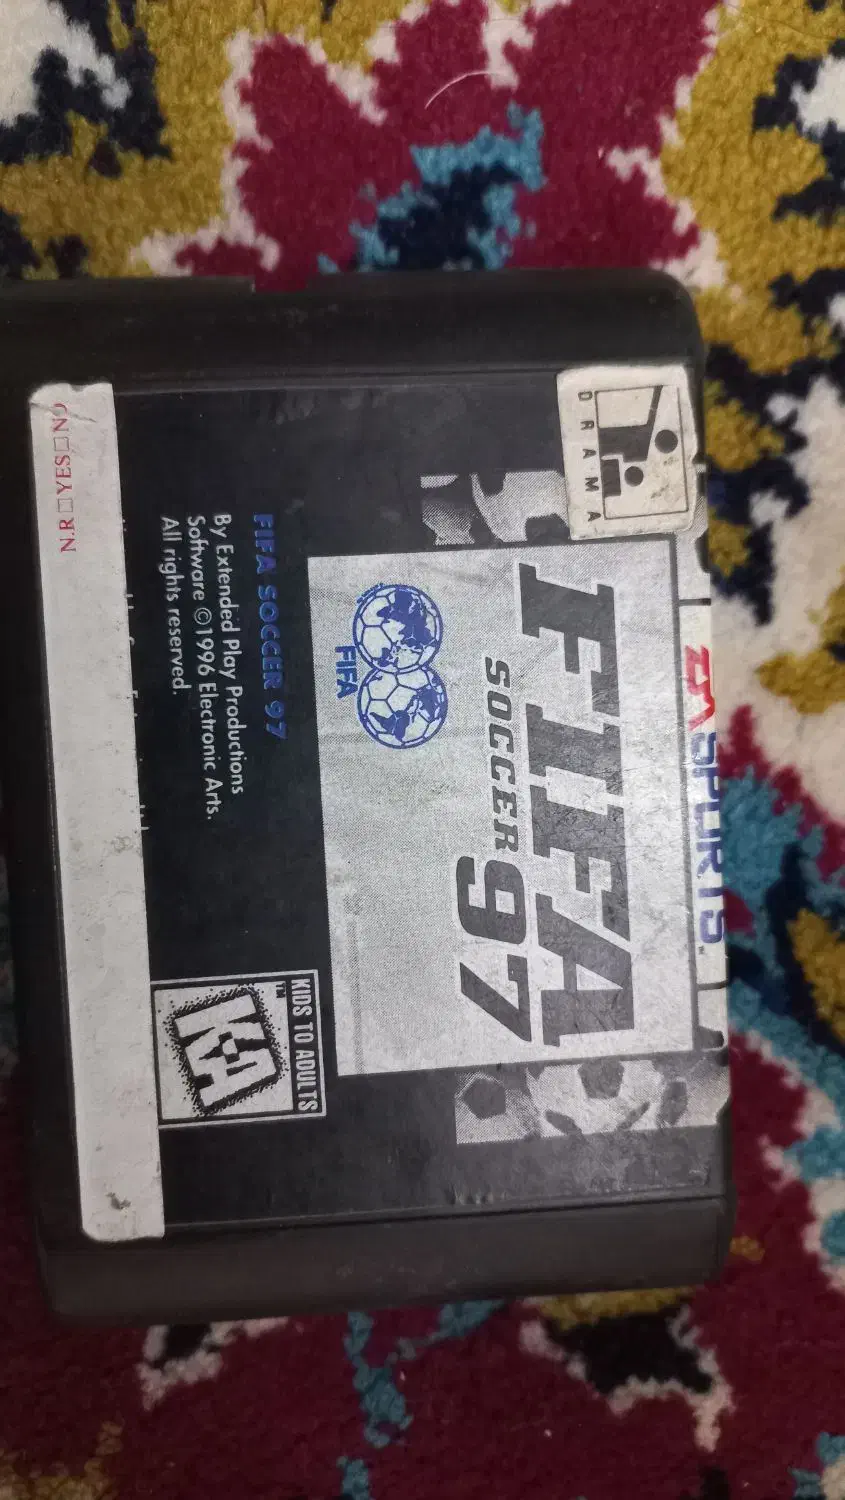 DRAMA
EA SPORTS
FIFA
SOCCER 97
FIFA
FIFA SOCCER 97
By Extended Play Productions
Software ©1996 Electronic Arts.
All rights reserved.
KIDS TO ADULTS
K-A
TM
N.R □ YES □ NO